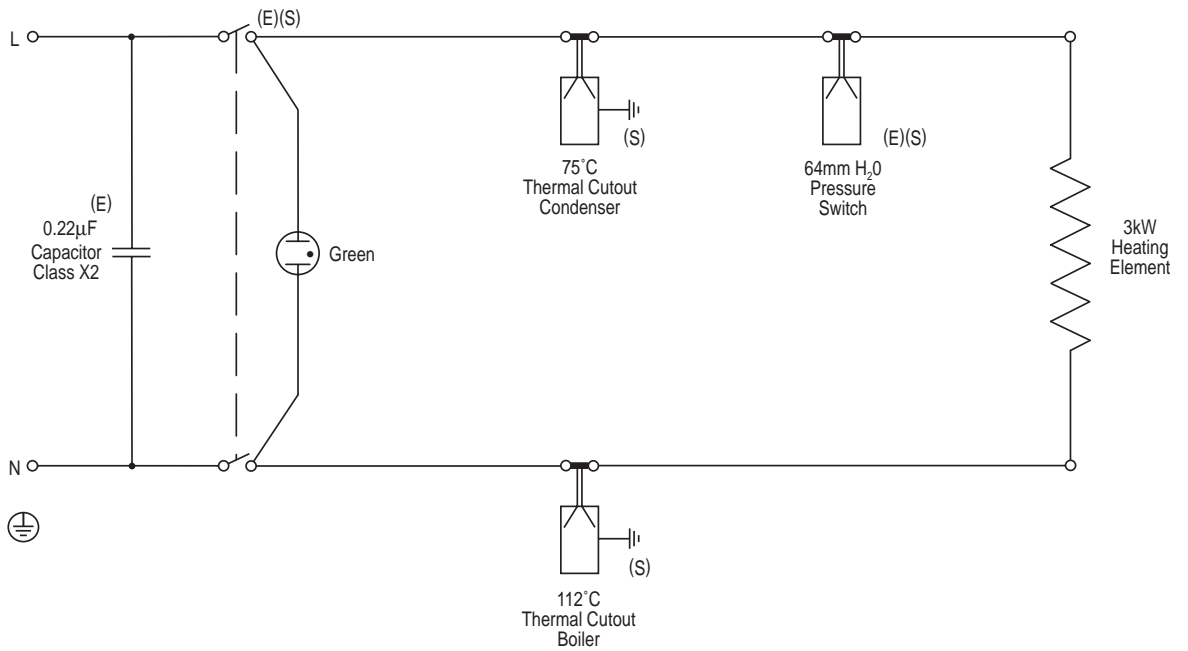 L
(E)(S)
(S)
75˚C
Thermal Cutout
Condenser
(E)(S)
64mm H₂0
Pressure
Switch
(E)
0.22µF
Capacitor
Class X2
Green
3kW
Heating
Element
N
(S)
112˚C
Thermal Cutout
Boiler